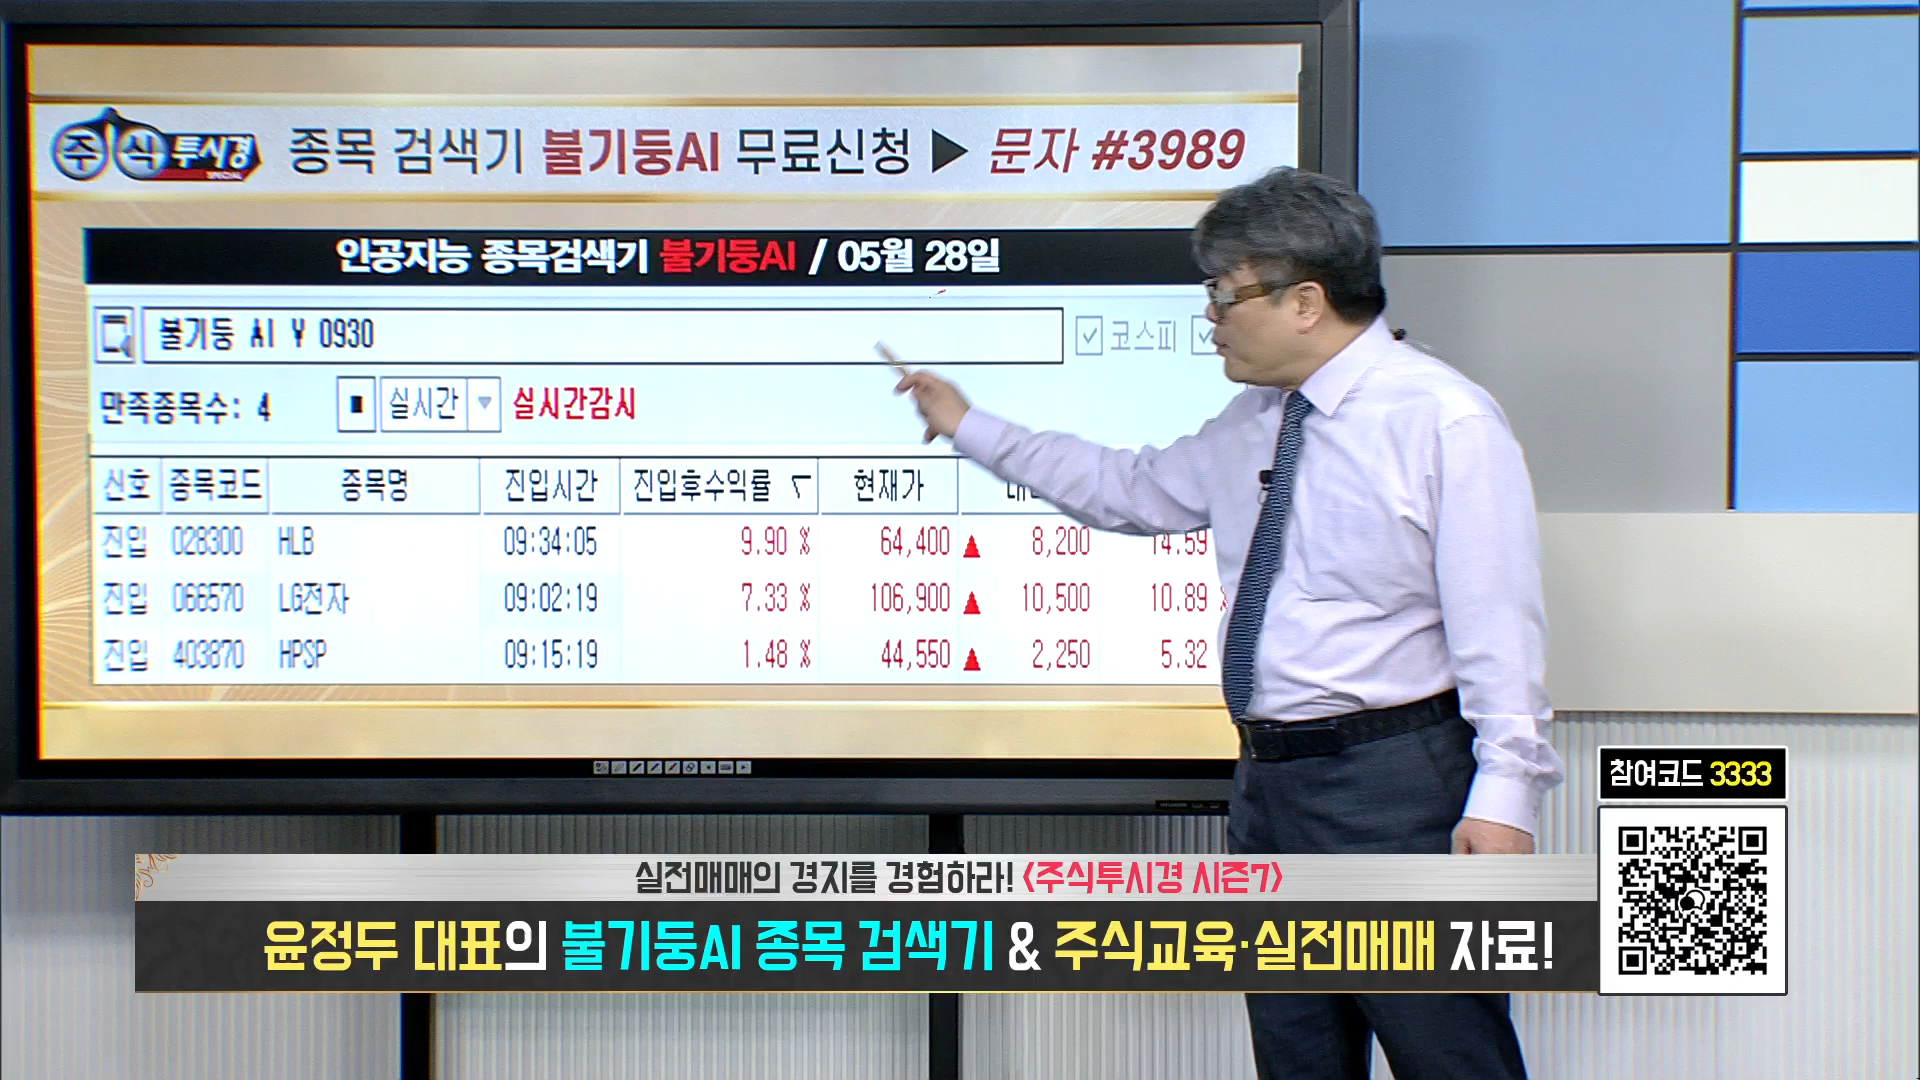 주식투시경 종목 검색기 불기둥AI 무료신청 ▶ 문자 #3989
인공지능 종목검색기 불기둥AI / 05월 28일
불기둥 AI ¥ 0930 코스피
만족종목수: 4 실시간 실시간감시
신호 종목코드 종목명 진입시간 진입후수익률 현재가
진입 028300 HLB 09:34:05 9.90 % 64,400 ▲ 8,200 14.59
진입 066570 LG전자 09:02:19 7.33 % 106,900 ▲ 10,500 10.89 %
진입 403870 HPSP 09:15:19 1.48 % 44,550 ▲ 2,250 5.32
참여코드 3333
실전매매의 경지를 경험하라! <주식투시경 시즌7>
윤정두 대표의 불기둥AI 종목 검색기 & 주식교육·실전매매 자료!